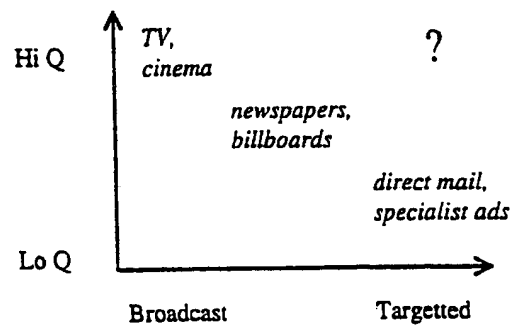 Hi Q
TV,
cinema
?
newspapers,
billboards
direct mail,
specialist ads
Lo Q
Broadcast
Targetted